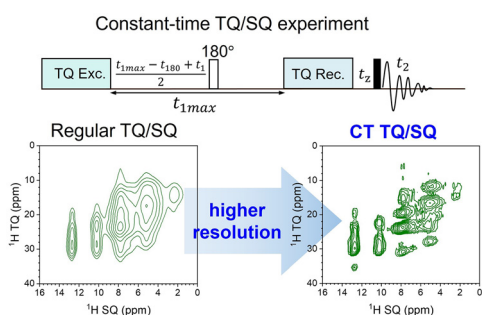 Constant-time TQ/SQ experiment
TQ Exc.
t1max − t180 + t1
2
180°
TQ Rec.
tz
t2
t1max
Regular TQ/SQ
CT TQ/SQ
higher
resolution
¹H TQ (ppm)
0
10
20
30
40
16 14 12 10 8 6 4 2 0
¹H SQ (ppm)
¹H TQ (ppm)
0
10
20
30
40
16 14 12 10 8 6 4 2 0
¹H SQ (ppm)